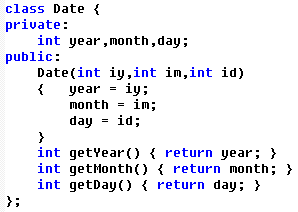 class Date {
private:
    int year,month,day;
public:
    Date(int iy,int im,int id)
    {   year = iy;
        month = im;
        day = id;
    }
    int getYear() { return year; }
    int getMonth() { return month; }
    int getDay() { return day; }
};